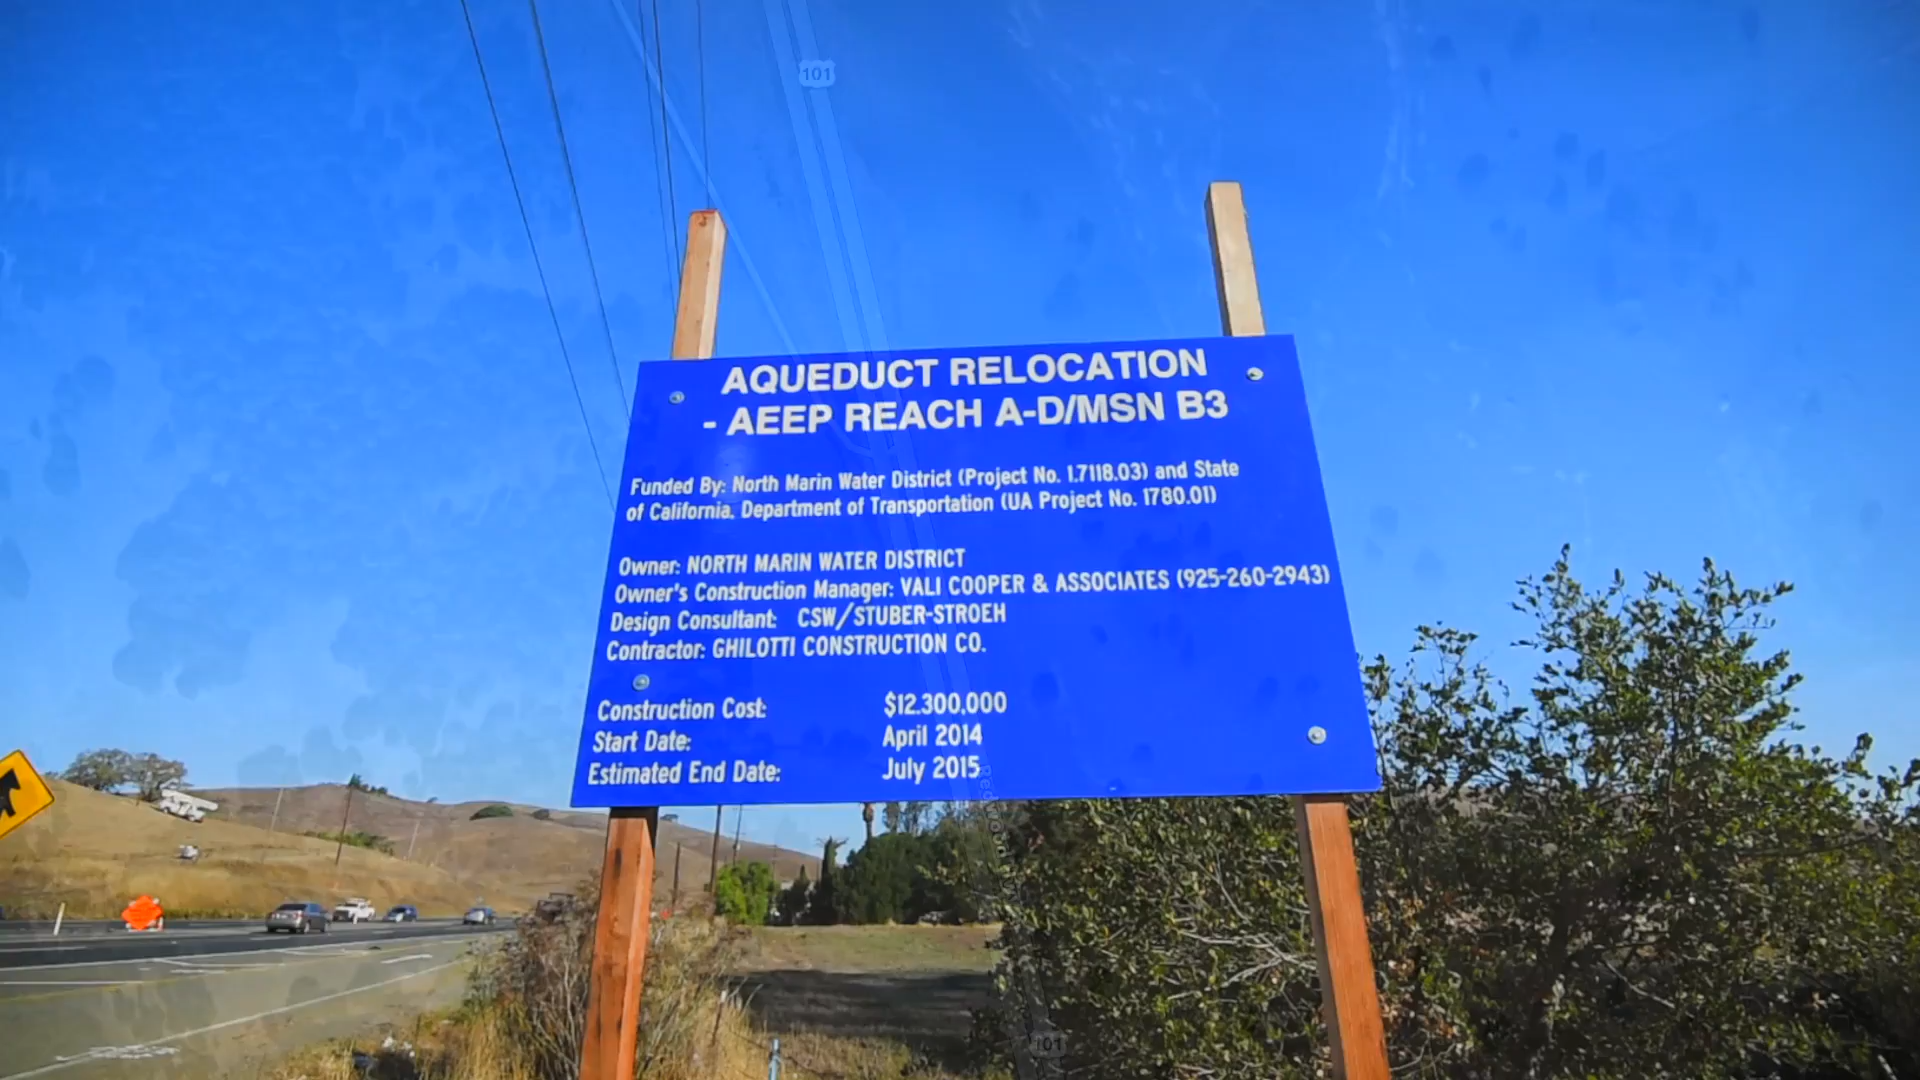 101
AQUEDUCT RELOCATION
- AEEP REACH A-D/MSN B3
Funded By: North Marin Water District (Project No. 1.7118.03) and State
of California, Department of Transportation (UA Project No. 1780.01)
Owner: NORTH MARIN WATER DISTRICT
Owner's Construction Manager: VALI COOPER & ASSOCIATES (925-260-2943)
Design Consultant: CSW/STUBER-STROEH
Contractor: GHILOTTI CONSTRUCTION CO.
Construction Cost: $12,300,000
Start Date: April 2014
Estimated End Date: July 2015
101